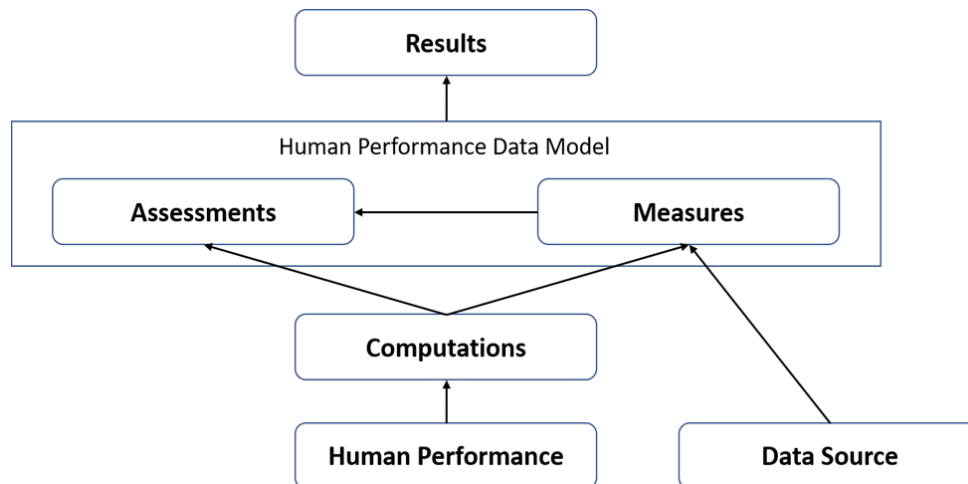 Results
Human Performance Data Model
Assessments
Measures
Computations
Human Performance
Data Source